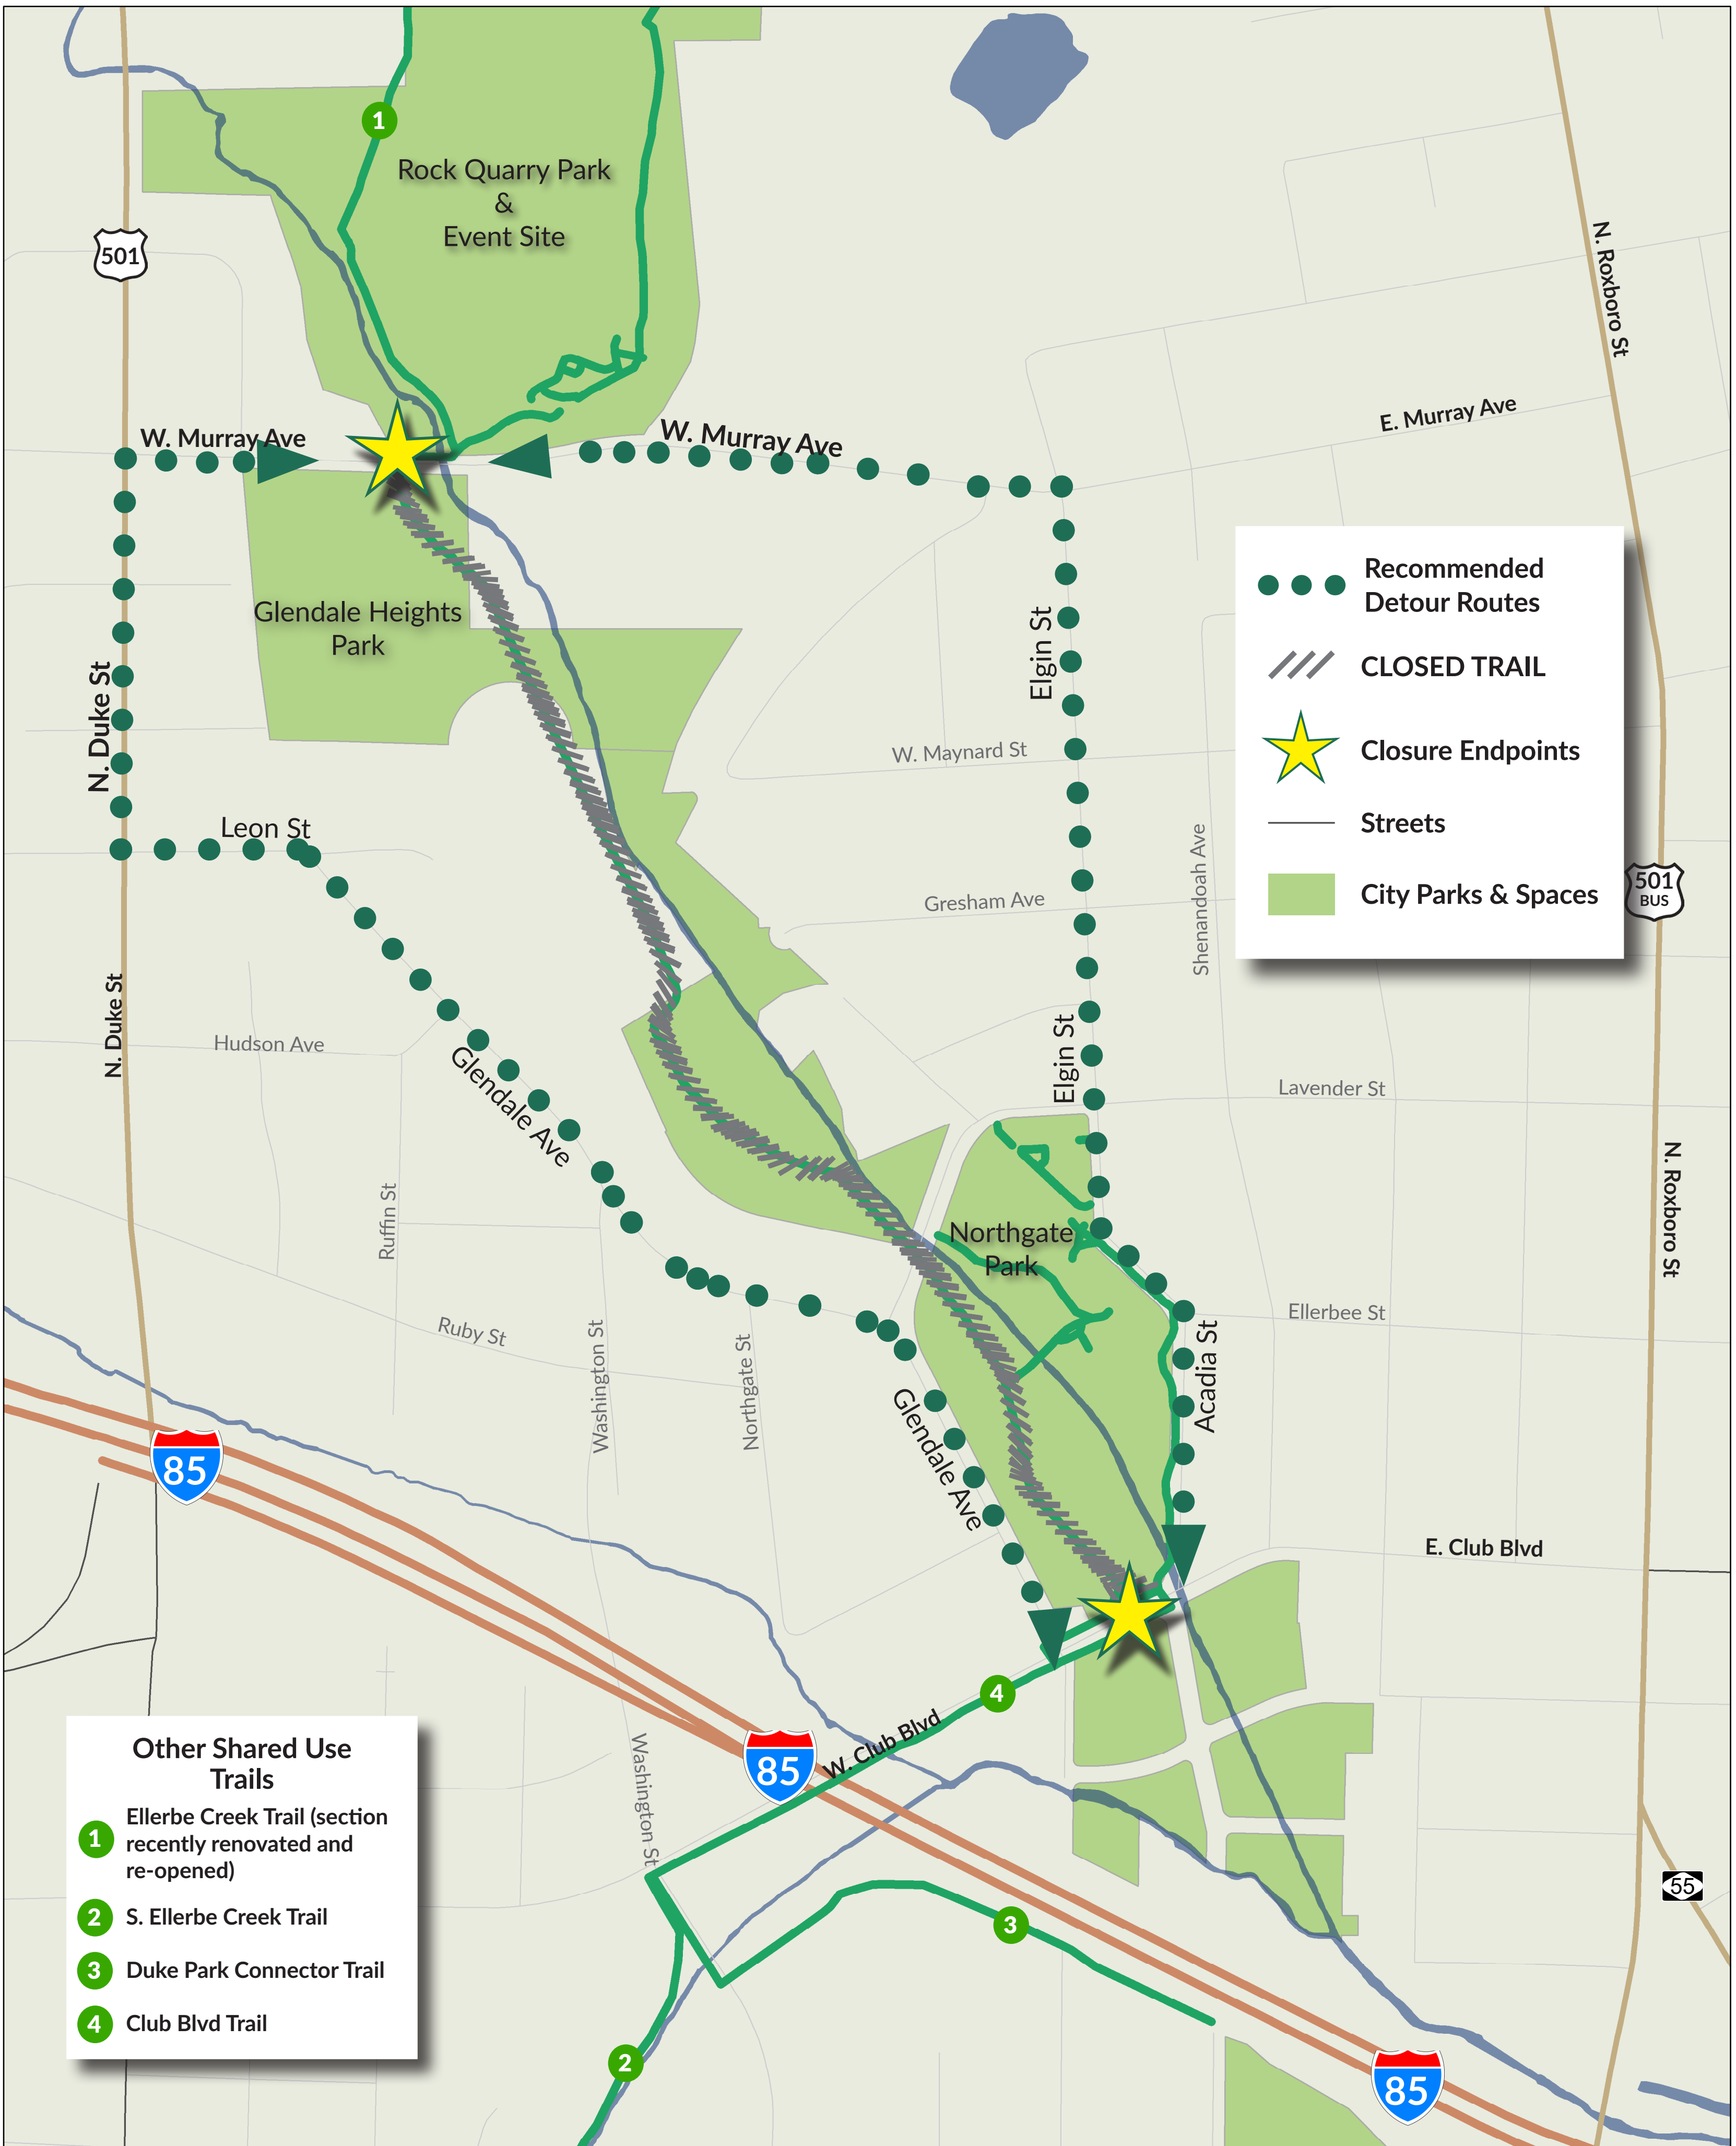 1
Rock Quarry Park
&
Event Site
501
N. Roxboro St
W. Murray Ave
W. Murray Ave
E. Murray Ave
Recommended
Detour Routes
CLOSED TRAIL
Closure Endpoints
Streets
City Parks & Spaces
Glendale Heights
Park
Elgin St
N. Duke St
W. Maynard St
Leon St
Gresham Ave
Shenandoah Ave
501
BUS
N. Duke St
Hudson Ave
Glendale Ave
Elgin St
Lavender St
Ruffin St
N. Roxboro St
Northgate
Park
Ellerbee St
Ruby St
Washington St
Northgate St
Acadia St
Glendale Ave
85
E. Club Blvd
4
W. Club Blvd
85
Washington St
Other Shared Use
Trails
1
Ellerbe Creek Trail (section
recently renovated and
re-opened)
2
S. Ellerbe Creek Trail
3
Duke Park Connector Trail
4
Club Blvd Trail
55
3
2
85